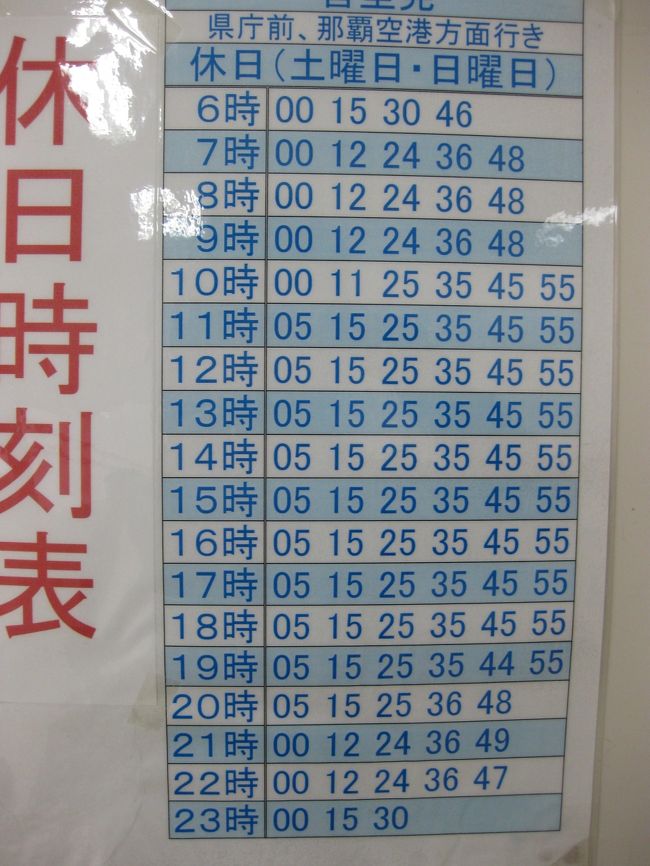 県庁前、那覇空港方面行き
休日(土曜日・日曜日)
6時 00 15 30 46
7時 00 12 24 36 48
8時 00 12 24 36 48
9時 00 12 24 36 48
10時 00 11 25 35 45 55
11時 05 15 25 35 45 55
12時 05 15 25 35 45 55
13時 05 15 25 35 45 55
14時 05 15 25 35 45 55
15時 05 15 25 35 45 55
16時 05 15 25 35 45 55
17時 05 15 25 35 45 55
18時 05 15 25 35 45 55
19時 05 15 25 35 44 55
20時 05 15 25 36 48
21時 00 12 24 36 49
22時 00 12 24 36 47
23時 00 15 30
休日時刻表